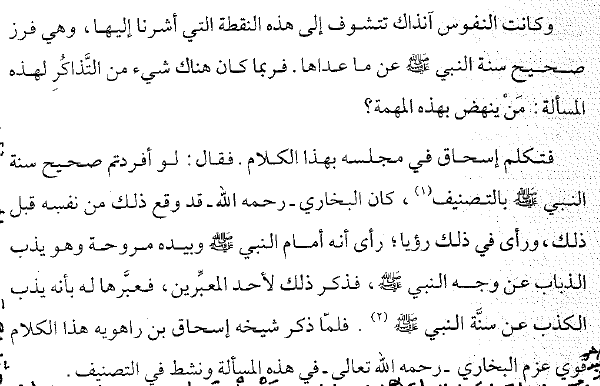 وكانت النفوس آنذاك تتشوف إلى هذه النقطة التي أشرنا إليها، وهي فرز
صحيح سنة النبي ﷺ عن ما عداها. فربما كان هناك شيء من التَّذاكُرِ لهذه
المسألة: مَنْ ينهض بهذه المهمة؟
فتكلم إسحاق في مجلسه بهذا الكلام. فقال: لو أفردتم صحيح سنة
النبي ﷺ بالتصنيف(١)، كان البخاري ـ رحمه الله ـ قد وقع ذلك من نفسه قبل
ذلك، ورأى في ذلك رؤيا؛ رأى أنه أمام النبي ﷺ وبيده مروحة وهو يذب
الذباب عن وجه النبي ﷺ، فذكر ذلك لأحد المعبِّرين، فعبَّرها له بأنه يذب
الكذب عن سنَّة النبي ﷺ (٢). فلمّا ذكر شيخه إسحاق بن راهويه هذا الكلام
قوي عزم البخاري ـ رحمه الله تعالى ـ في هذه المسألة ونشط في التصنيف.